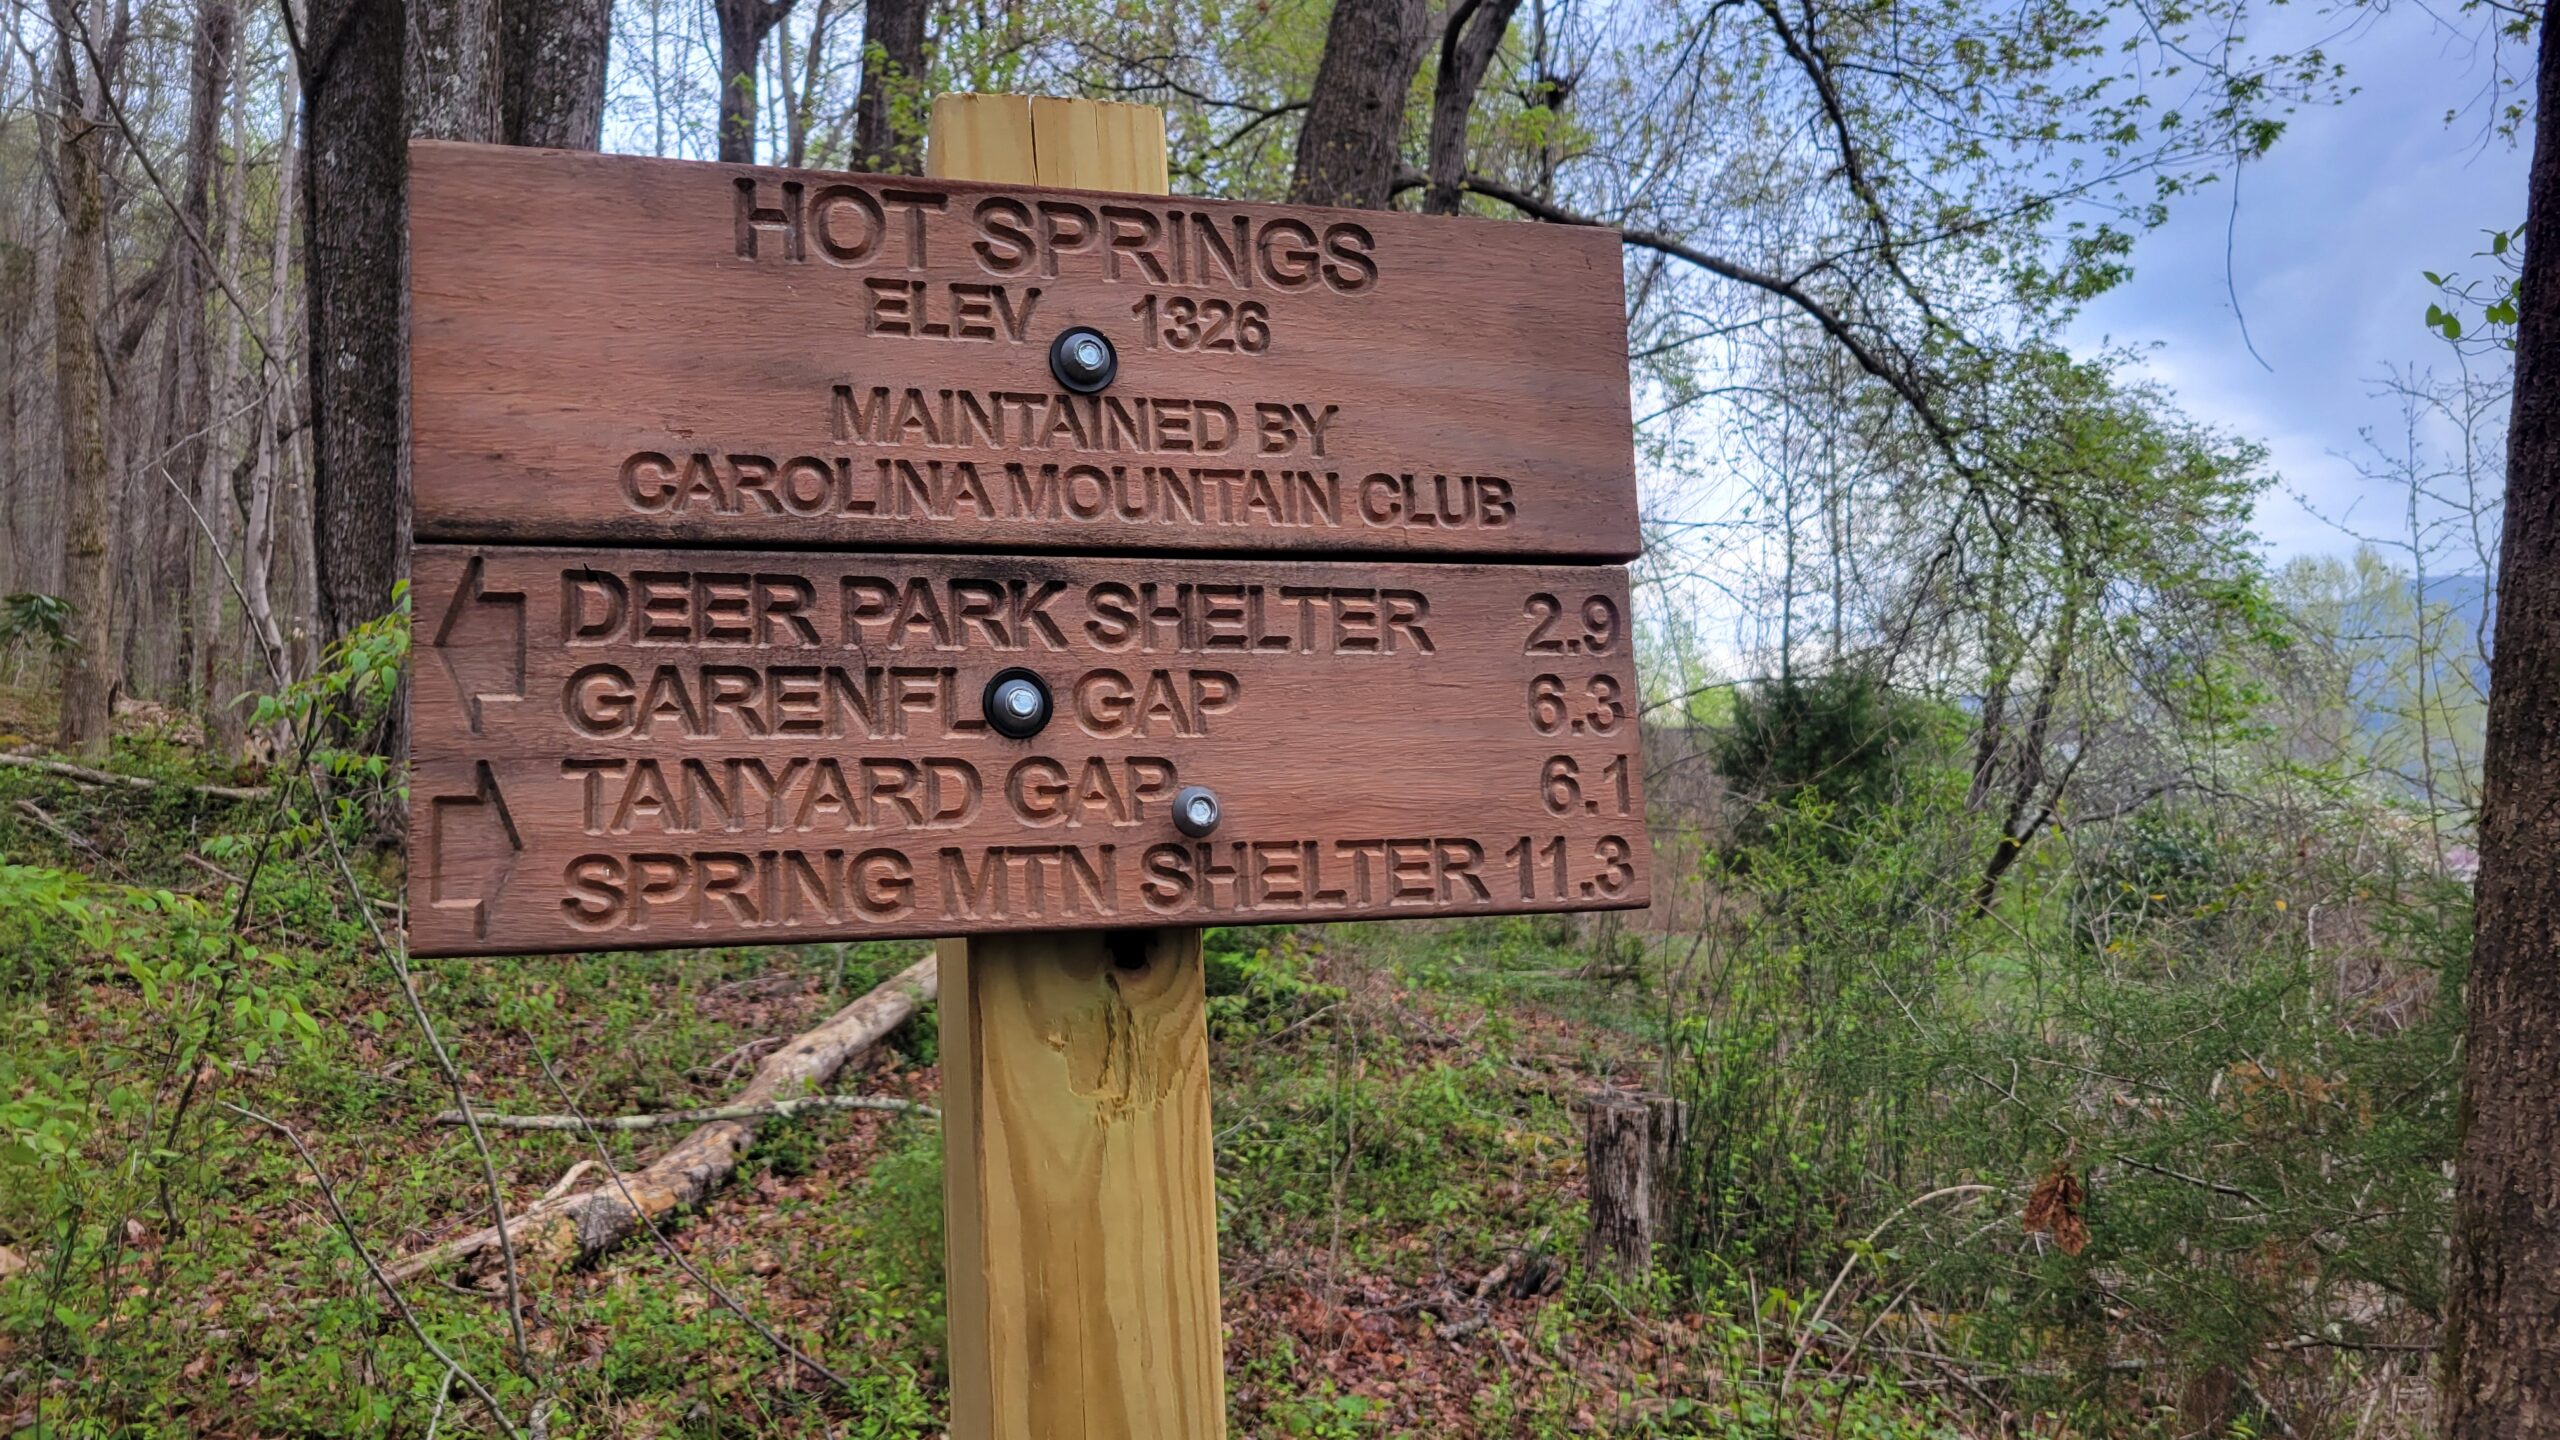 HOT SPRINGS
ELEV 1326
MAINTAINED BY
CAROLINA MOUNTAIN CLUB
DEER PARK SHELTER 2.9
GARENFL GAP 6.3
TANYARD GAP 6.1
SPRING MTN SHELTER 11.3